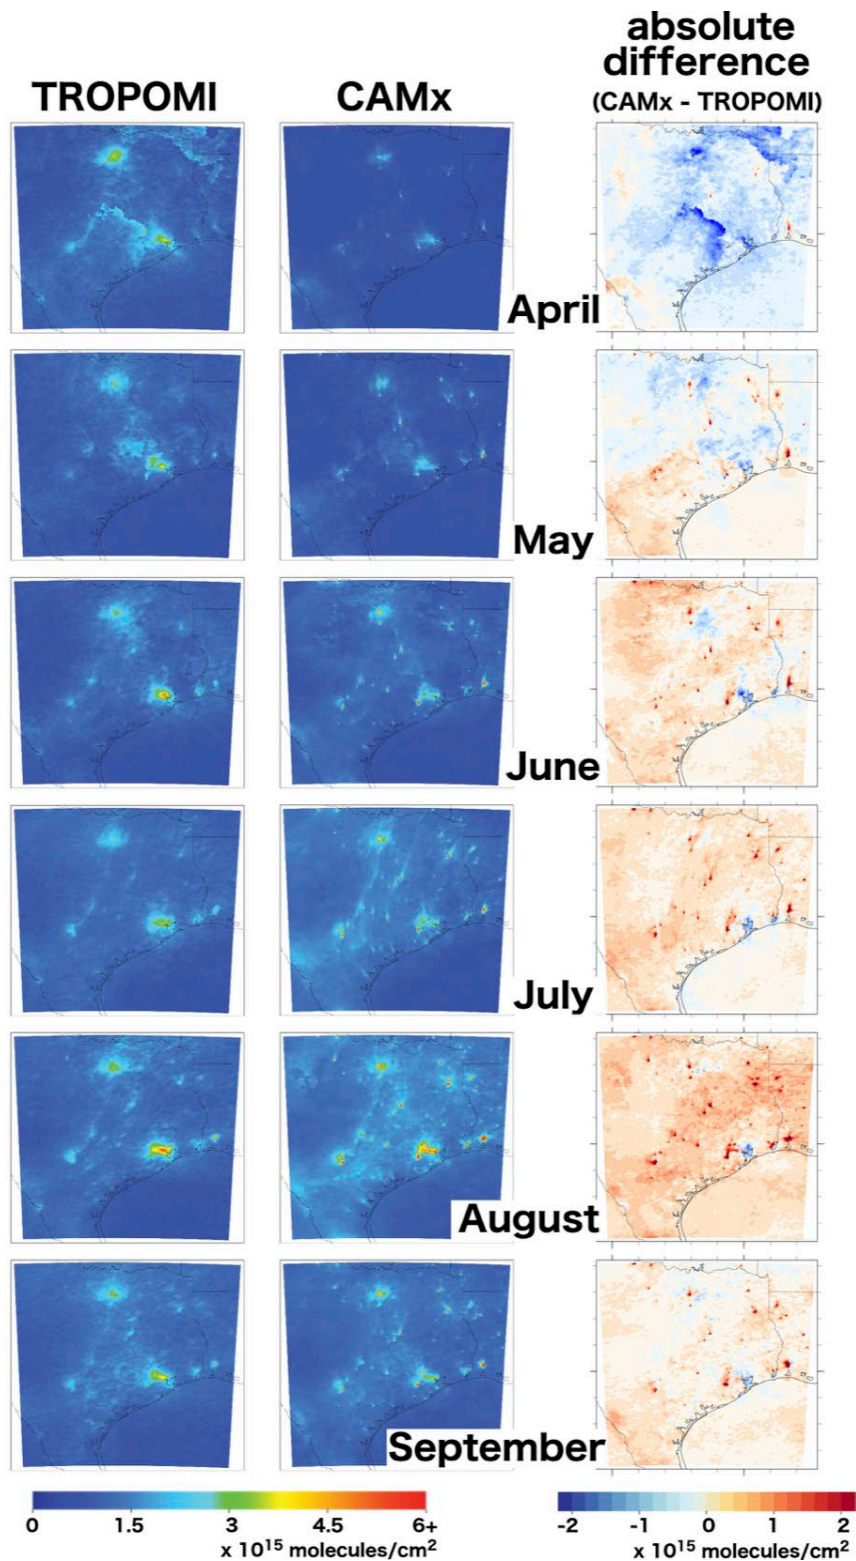 absolute
difference
TROPOMI CAMx (CAMx - TROPOMI)
April
May
June
July
August
September
0 1.5 3 4.5 6+ -2 -1 0 1 2
x 10¹⁵ molecules/cm² x 10¹⁵ molecules/cm²